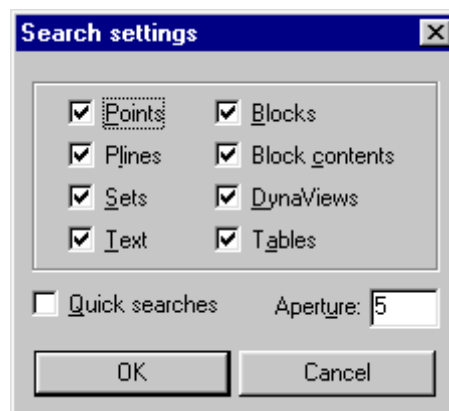 Search settings
Points Blocks
Plines Block contents
Sets DynaViews
Text Tables
Quick searches Aperture: 5
OK Cancel